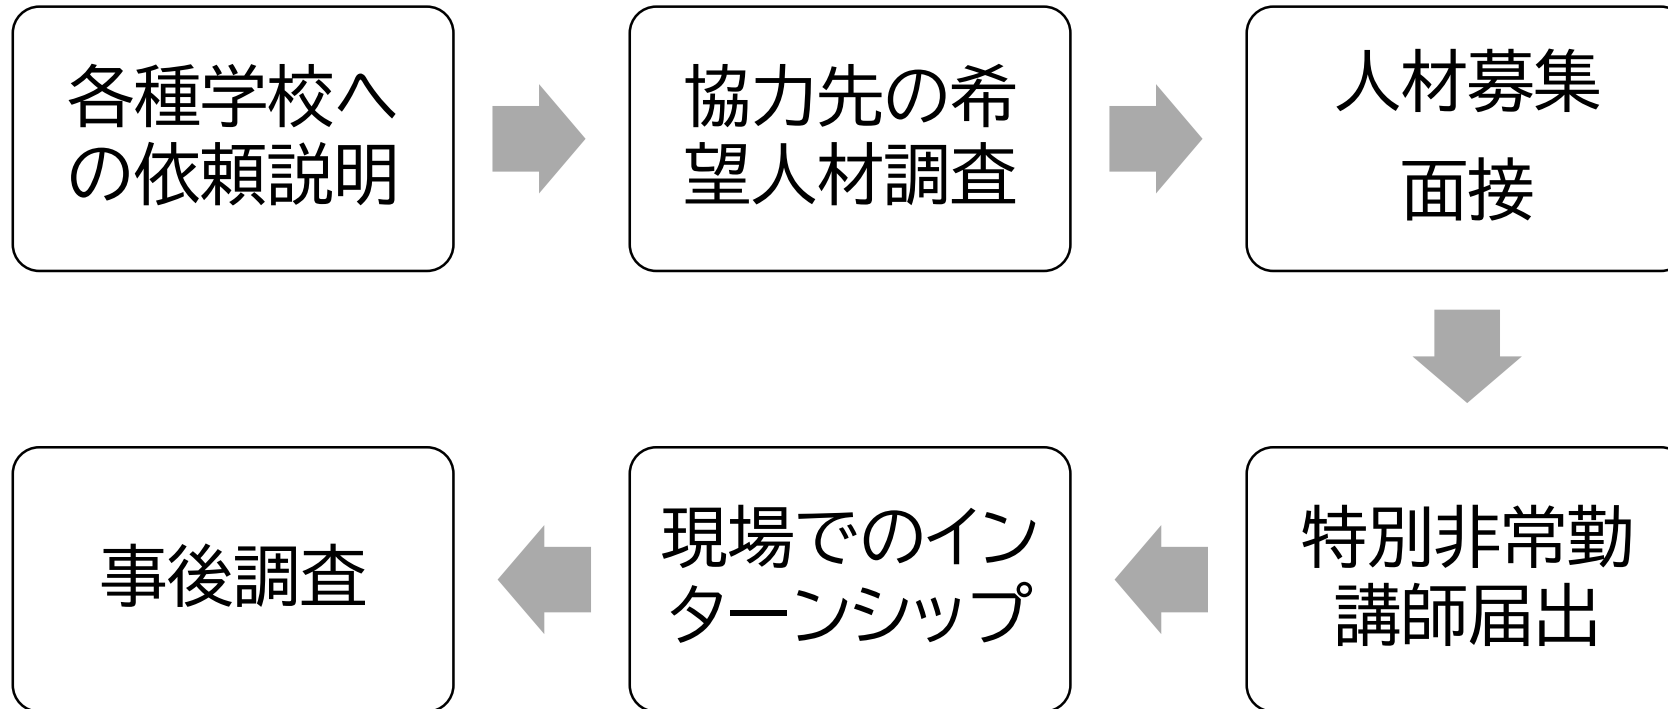 各種学校へ
の依頼説明
協力先の希
望人材調査
人材募集
面接
特別非常勤
講師届出
現場でのイン
ターンシップ
事後調査